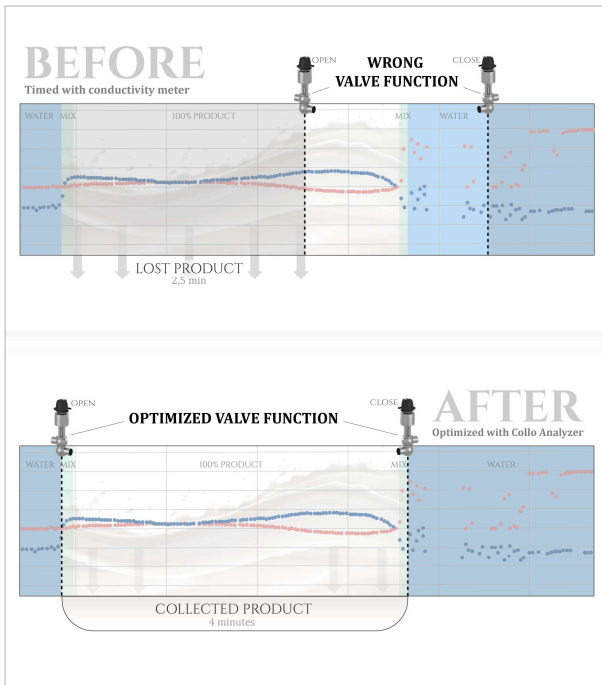 BEFORE
Timed with conductivity meter
OPEN
WRONG
VALVE FUNCTION
CLOSE
WATER MIX 100% PRODUCT MIX WATER
LOST PRODUCT
2,5 min
OPEN
OPTIMIZED VALVE FUNCTION
CLOSE
AFTER
Optimized with Collo Analyzer
WATER MIX 100% PRODUCT MIX WATER
COLLECTED PRODUCT
4 minutes